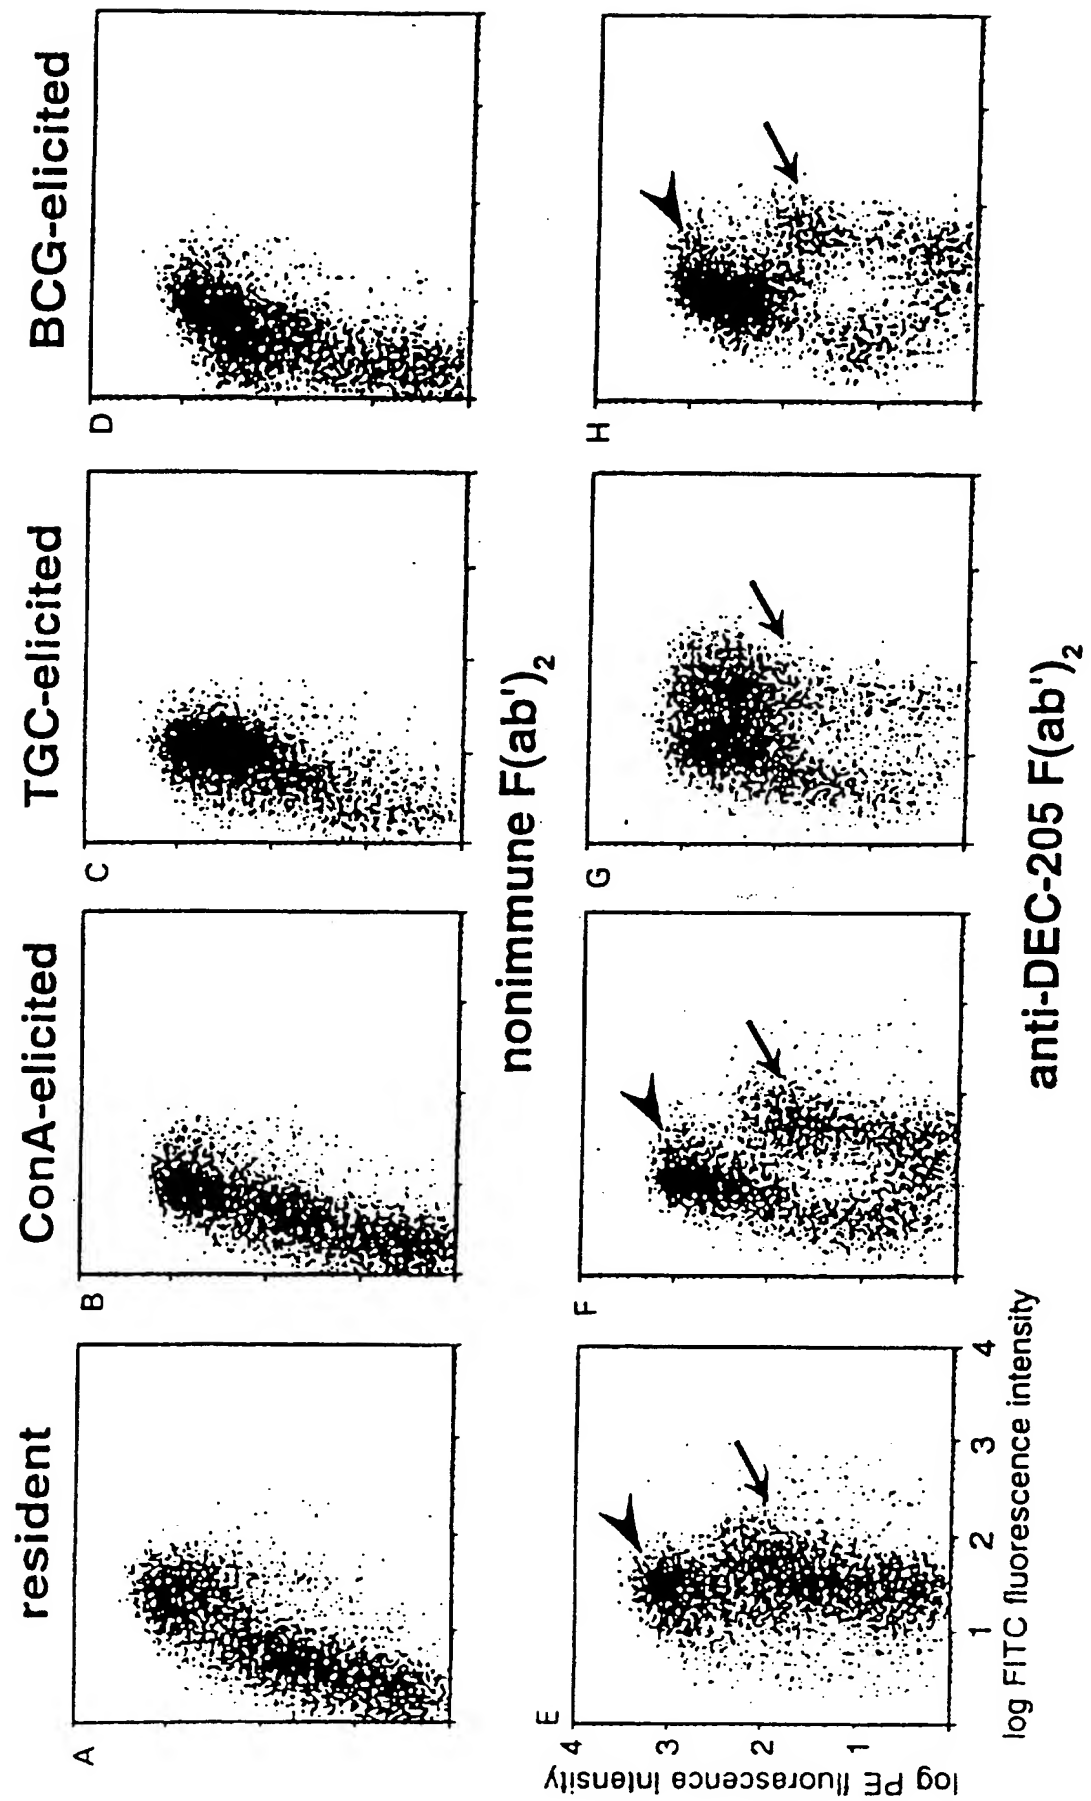 resident
ConA-elicited
TGC-elicited
BCG-elicited
A
B
C
D
nonimmune F(ab')2
E
F
G
H
4
3
2
1
log PE fluorescence intensity
1
2
3
4
log FITC fluorescence intensity
anti-DEC-205 F(ab')2